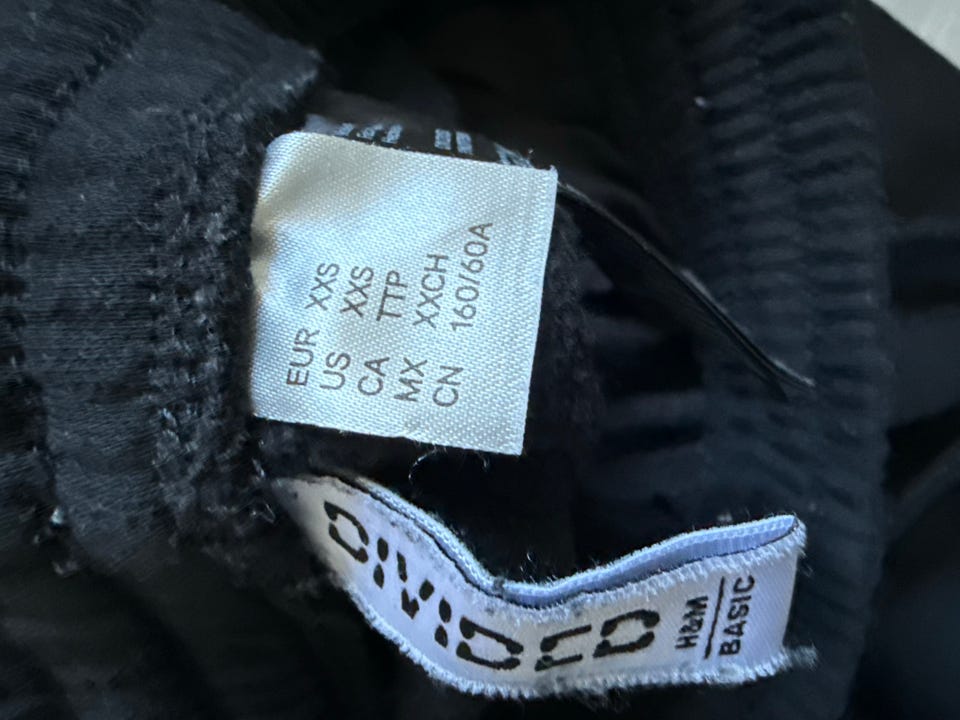 EUR XXS
US XXS
CA TTP
MX XXCH
CN 160/60A
DIVIDED
H&M
BASIC